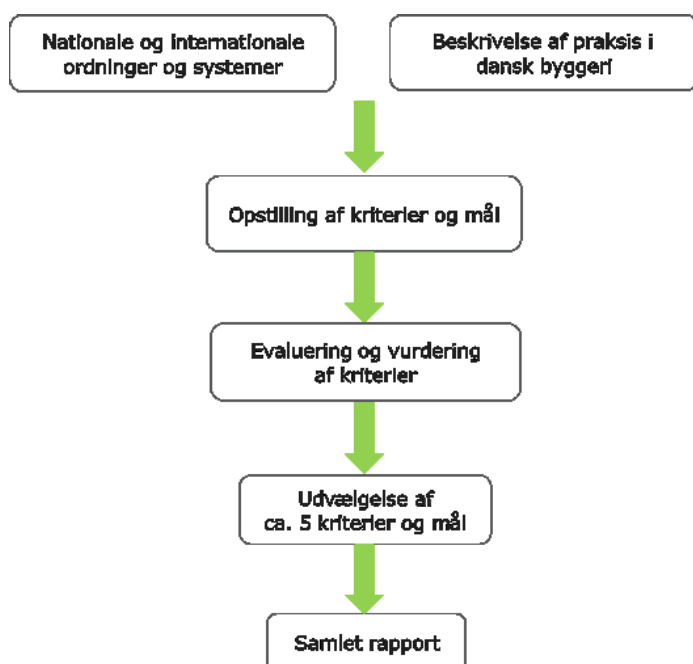 Nationale og internationale
ordninger og systemer
Beskrivelse af praksis i
dansk byggeri
Opstilling af kriterier og mål
Evaluering og vurdering
af kriterier
Udvælgelse af
ca. 5 kriterier og mål
Samlet rapport